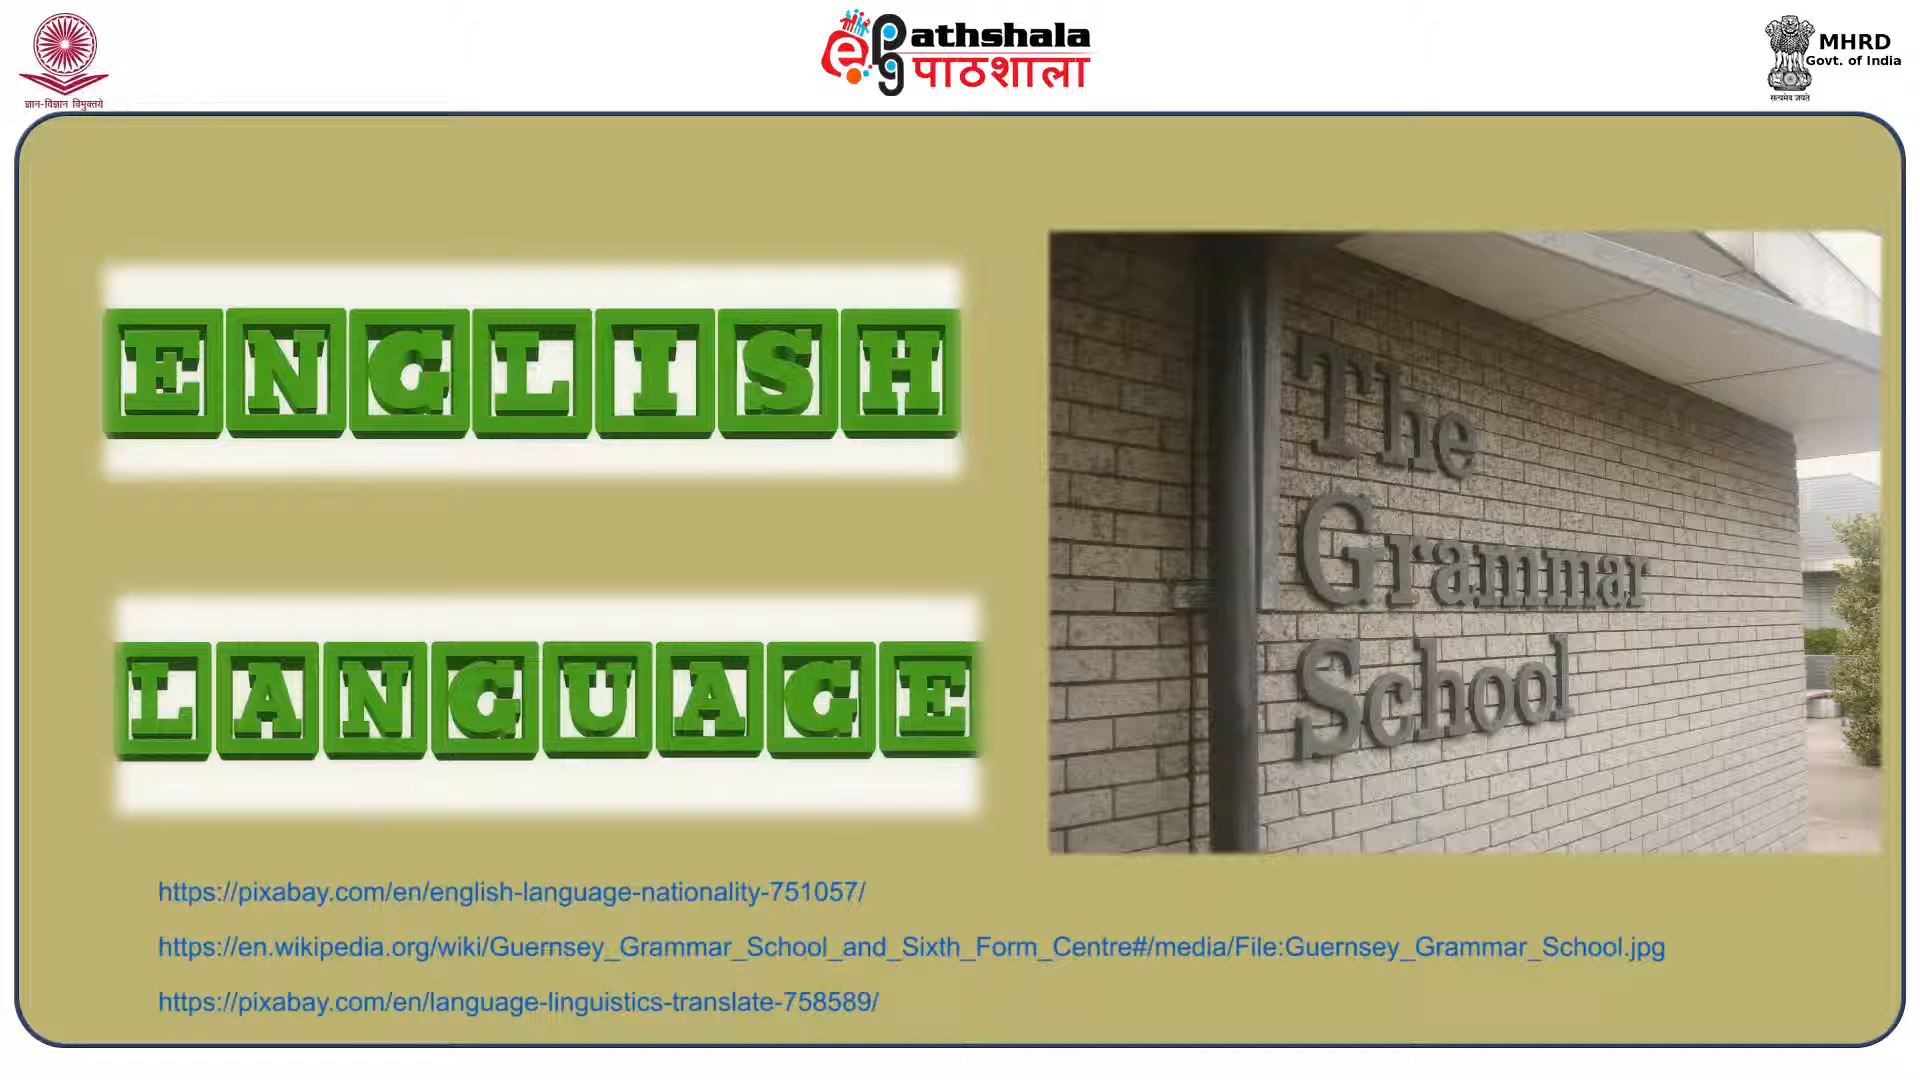 ज्ञान-विज्ञान विमुक्तये
ePG Pathshala
पाठशाला
MHRD
Govt. of India
सत्यमेव जयते
ENGLISH
LANGUAGE
The
Grammar
School
https://pixabay.com/en/english-language-nationality-751057/
https://en.wikipedia.org/wiki/Guernsey_Grammar_School_and_Sixth_Form_Centre#/media/File:Guernsey_Grammar_School.jpg
https://pixabay.com/en/language-linguistics-translate-758589/